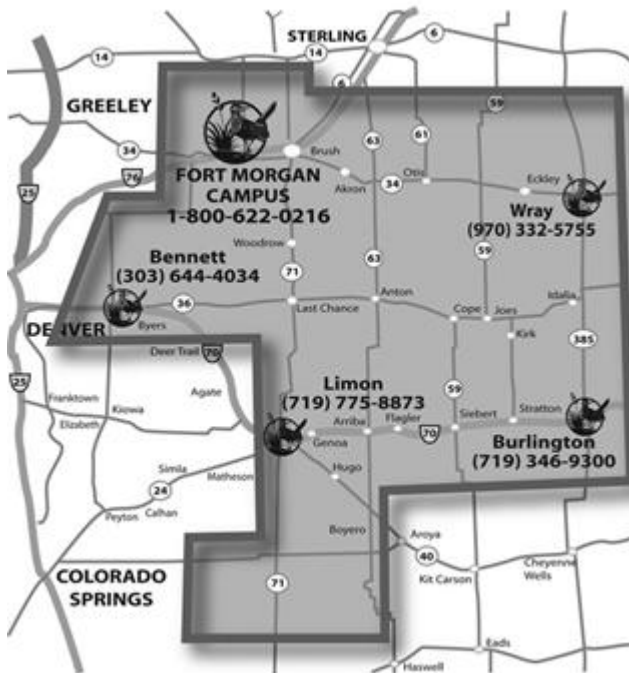 STERLING
6
14
14
6
59
GREELEY
63
61
34
Brush
Otis
Eckley
76
Akron
34
FORT MORGAN
CAMPUS
1-800-622-0216
25
Wray
(970) 332-5755
Woodrow
59
Bennett
(303) 644-4034
63
71
36
Last Chance
Anton
Cope
Joes
Idalia
DENVER
Byers
Kirk
385
Deer Trail
70
25
Limon
(719) 775-8873
59
Agate
Franktown
Kiowa
Elizabeth
Arriba
Flagler
Siebert
Stratton
Genoa
70
Burlington
(719) 346-9300
Simila
Matheson
Hugo
24
Peyton
Calhan
Boyero
Aroya
40
Cheyenne
Wells
COLORADO
SPRINGS
71
Kit Carson
Eads
Haswell